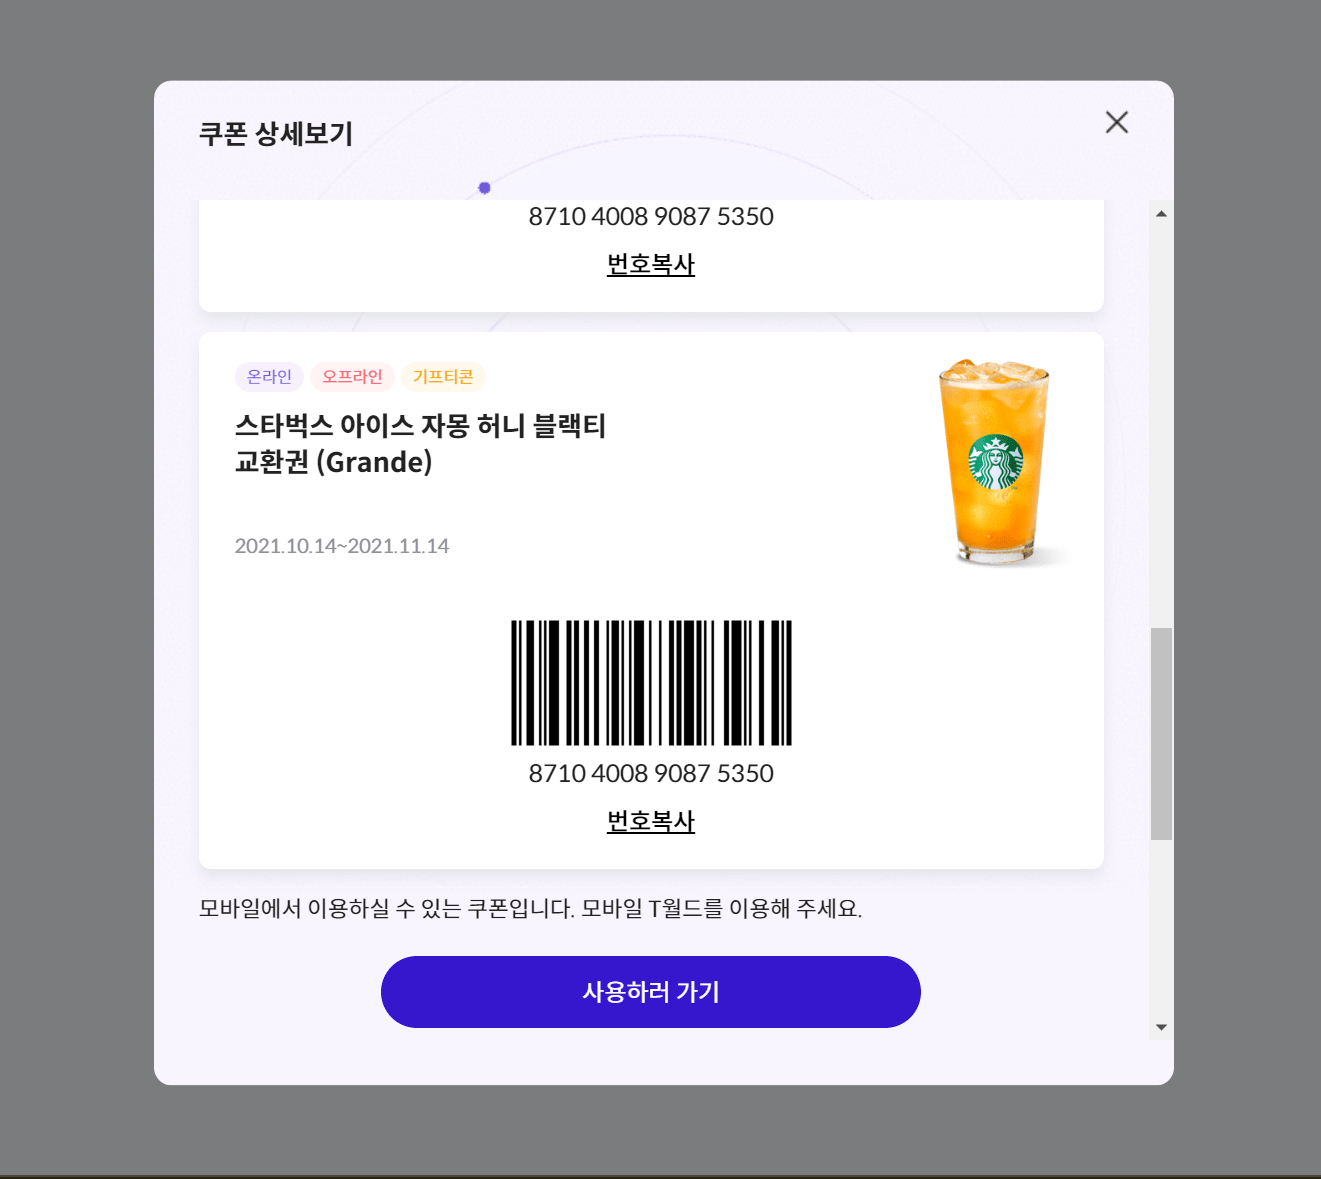 쿠폰 상세보기
8710 4008 9087 5350
번호복사
온라인 오프라인 기프티콘
스타벅스 아이스 자몽 허니 블랙티
교환권 (Grande)
2021.10.14~2021.11.14
8710 4008 9087 5350
번호복사
모바일에서 이용하실 수 있는 쿠폰입니다. 모바일 T월드를 이용해 주세요.
사용하러 가기